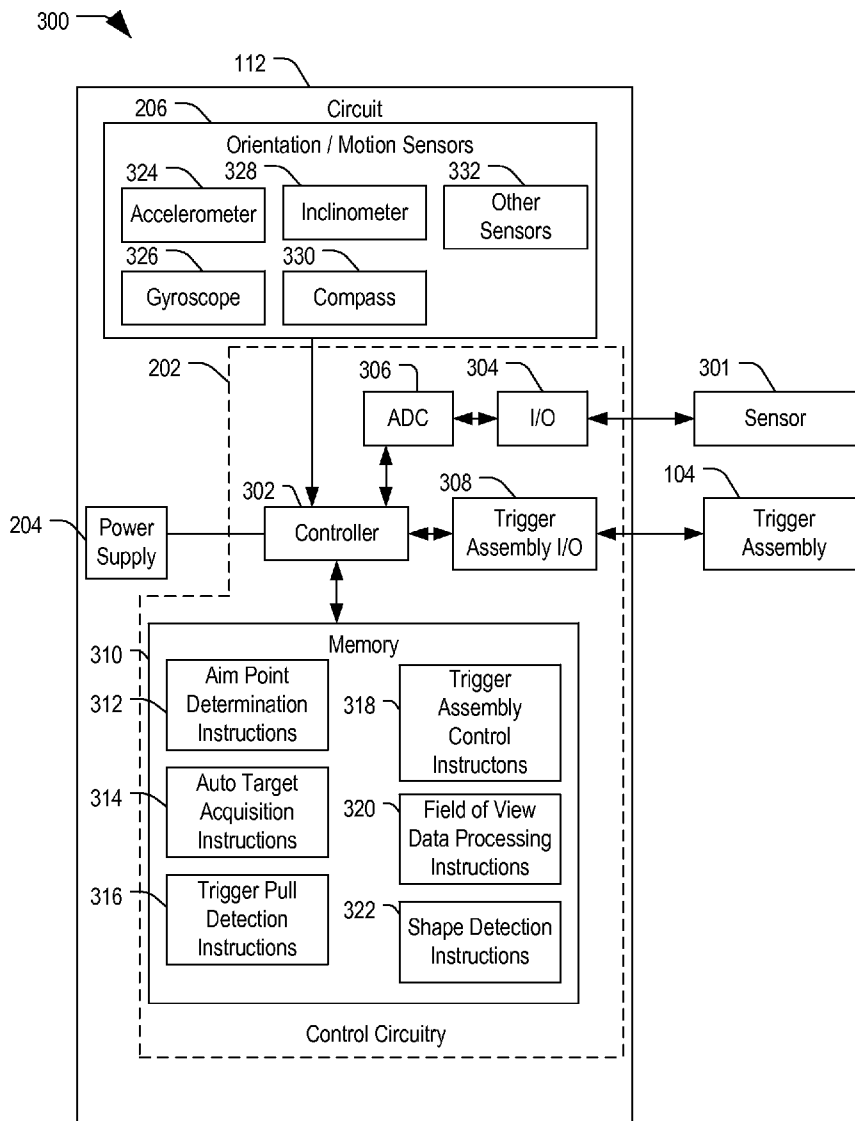 300
112
Circuit
206
Orientation / Motion Sensors
324
Accelerometer
328
Inclinometer
332
Other
Sensors
326
Gyroscope
330
Compass
202
306
ADC
304
I/O
301
Sensor
302
Controller
308
Trigger
Assembly I/O
104
Trigger
Assembly
204
Power
Supply
310
Memory
312
Aim Point
Determination
Instructions
318
Trigger
Assembly
Control
Instructons
314
Auto Target
Acquisition
Instructions
320
Field of View
Data Processing
Instructions
316
Trigger Pull
Detection
Instructions
322
Shape Detection
Instructions
Control Circuitry